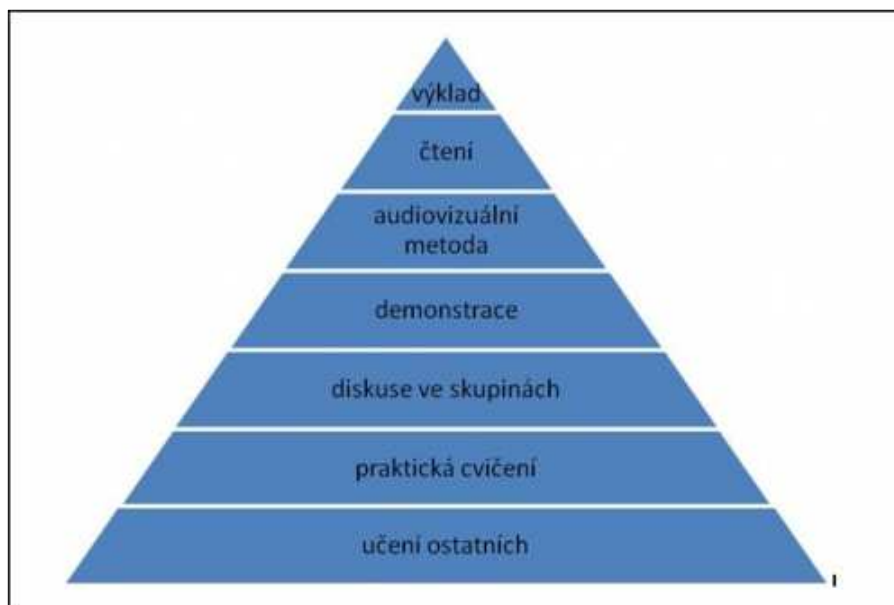 výklad
čtení
audiovizuální
metoda
demonstrace
diskuse ve skupinách
praktická cvičení
učení ostatních